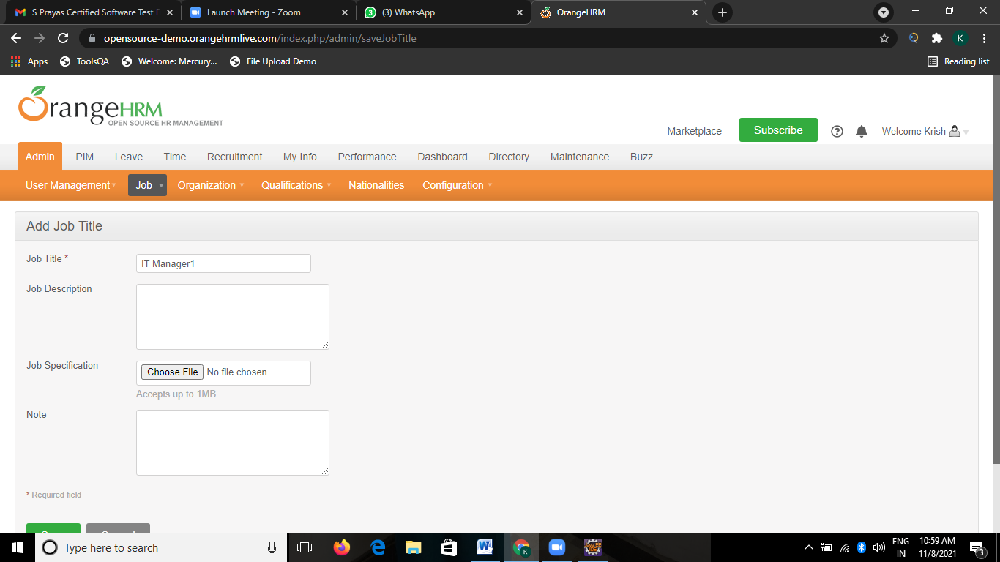 S Prayas Certified Software Test E
Launch Meeting - Zoom
(3) WhatsApp
OrangeHRM
opensource-demo.orangehrmlive.com/index.php/admin/saveJobTitle
K
Apps
ToolsQA
Welcome: Mercury...
File Upload Demo
Reading list
OrangeHRM
OPEN SOURCE HR MANAGEMENT
Marketplace
Subscribe
Welcome Krish
Admin
PIM
Leave
Time
Recruitment
My Info
Performance
Dashboard
Directory
Maintenance
Buzz
User Management
Job
Organization
Qualifications
Nationalities
Configuration
Add Job Title
Job Title *
IT Manager1
Job Description
Job Specification
Choose File No file chosen
Accepts up to 1MB
Note
* Required field
Type here to search
ENG
IN
10:59 AM
11/8/2021
3